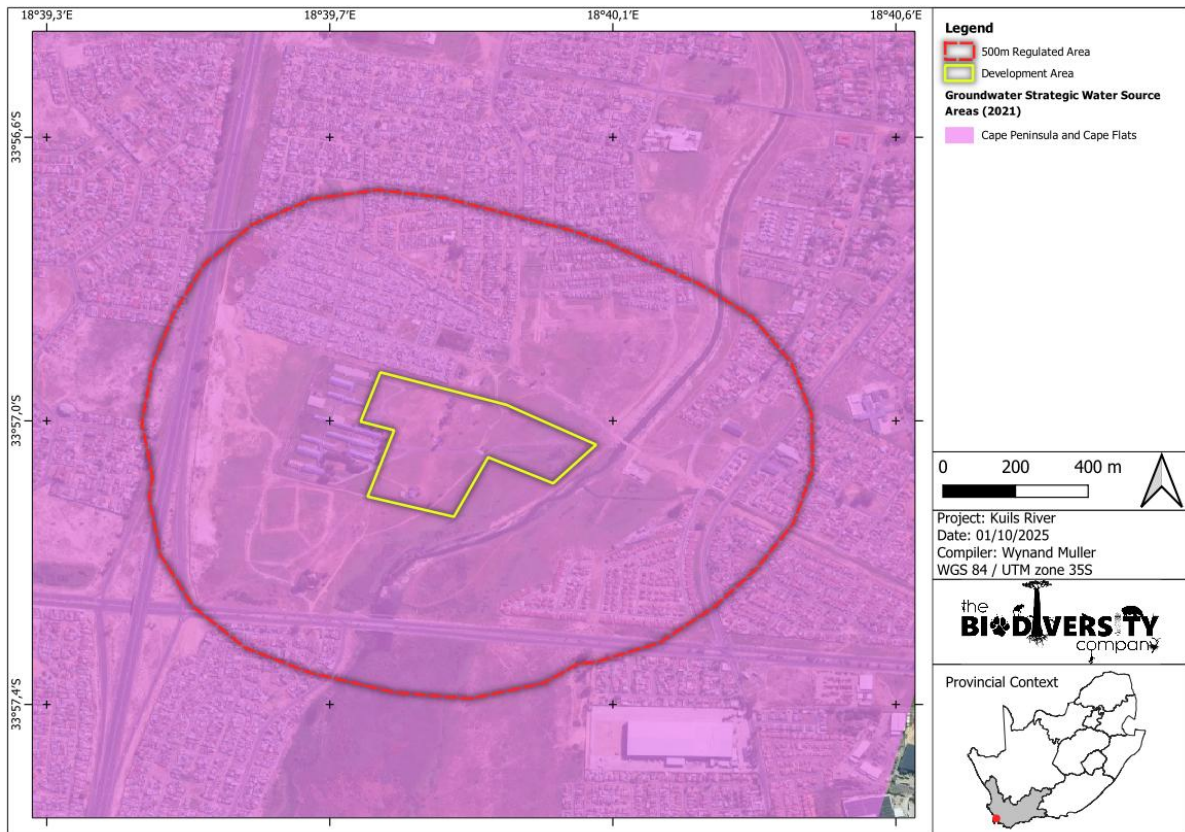 18°39,3'E
18°39,7'E
18°40,1'E
18°40,6'E
33°56,6'S
33°57,0'S
33°57,4'S
Legend
500m Regulated Area
Development Area
Groundwater Strategic Water Source
Areas (2021)
Cape Peninsula and Cape Flats
0 200 400 m
Project: Kuils River
Date: 01/10/2025
Compiler: Wynand Muller
WGS 84 / UTM zone 35S
the
BIODIVERSITY
company
Provincial Context